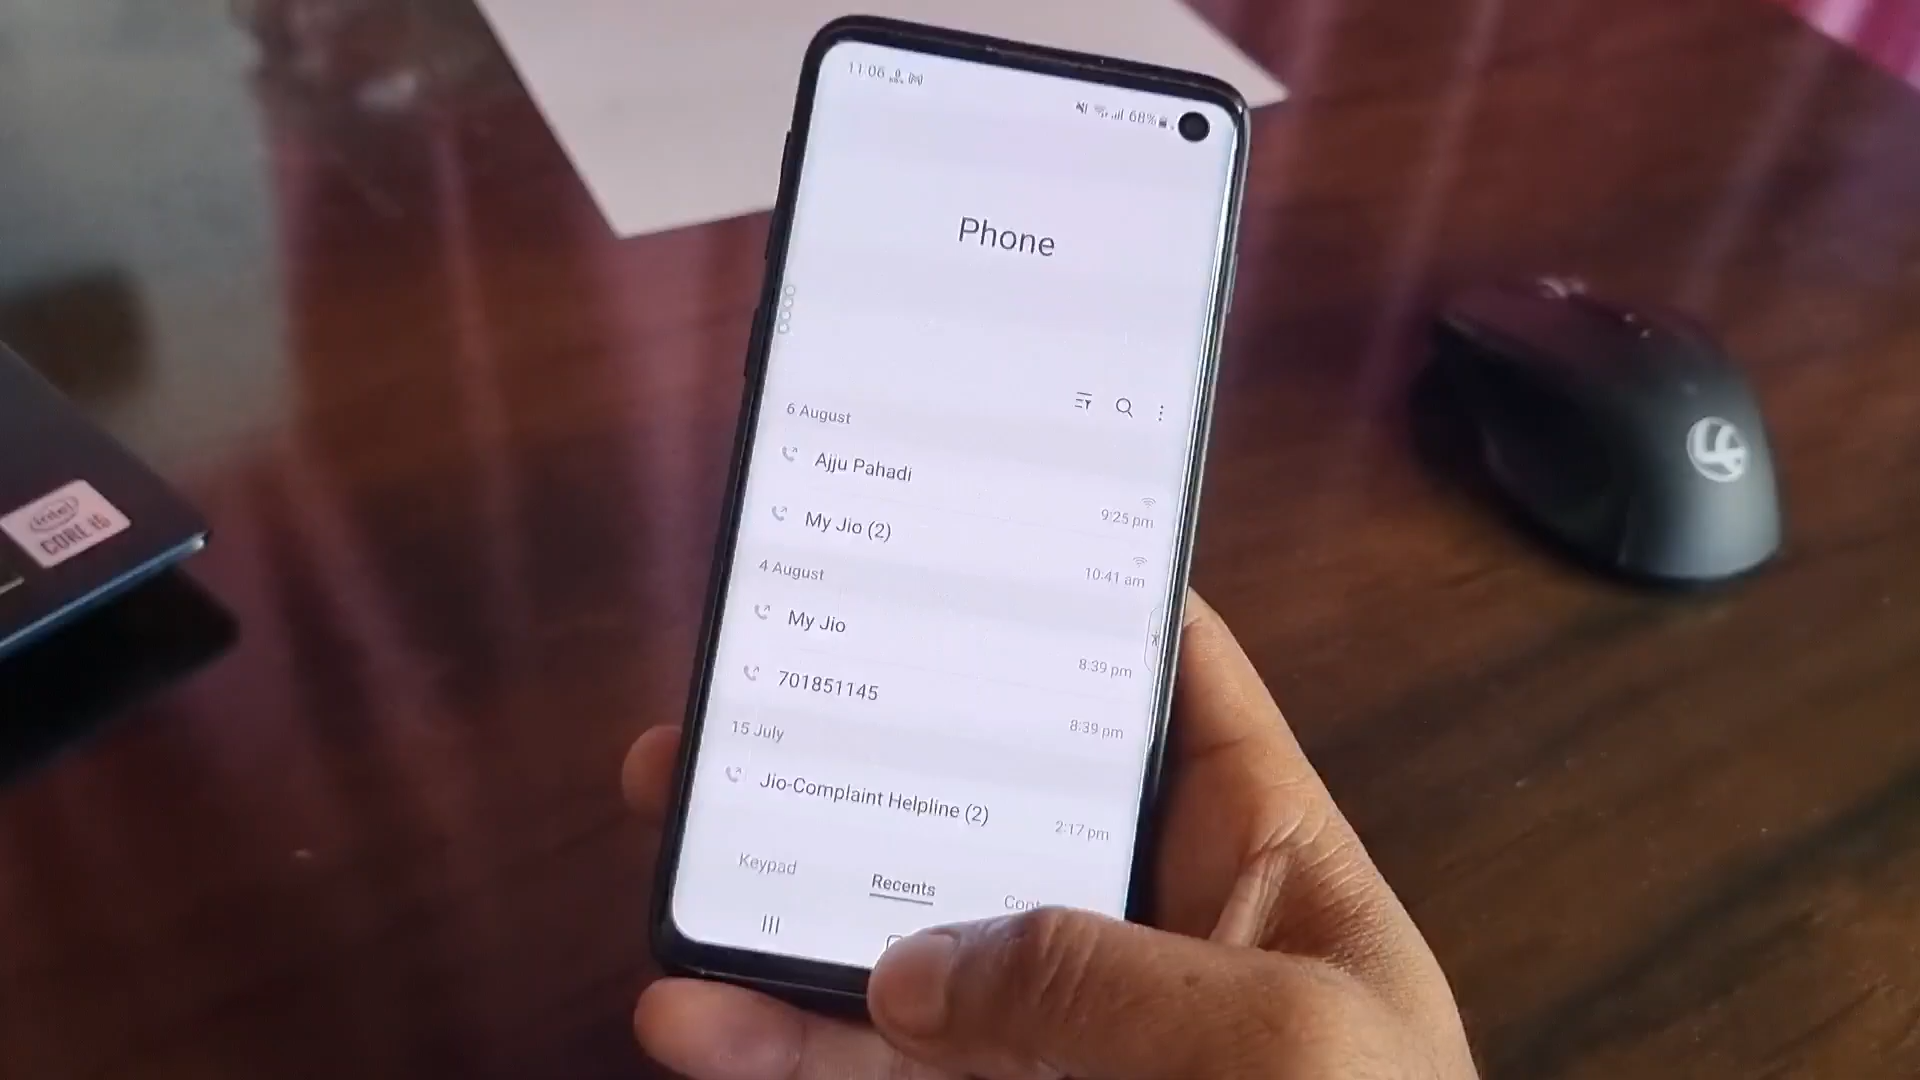 11:06
68%
Phone
6 August
Ajju Pahadi
9:25 pm
My Jio (2)
10:41 am
4 August
My Jio
8:39 pm
701851145
8:39 pm
15 July
Jio-Complaint Helpline (2)
2:17 pm
Keypad
Recents
intel
CORE i5